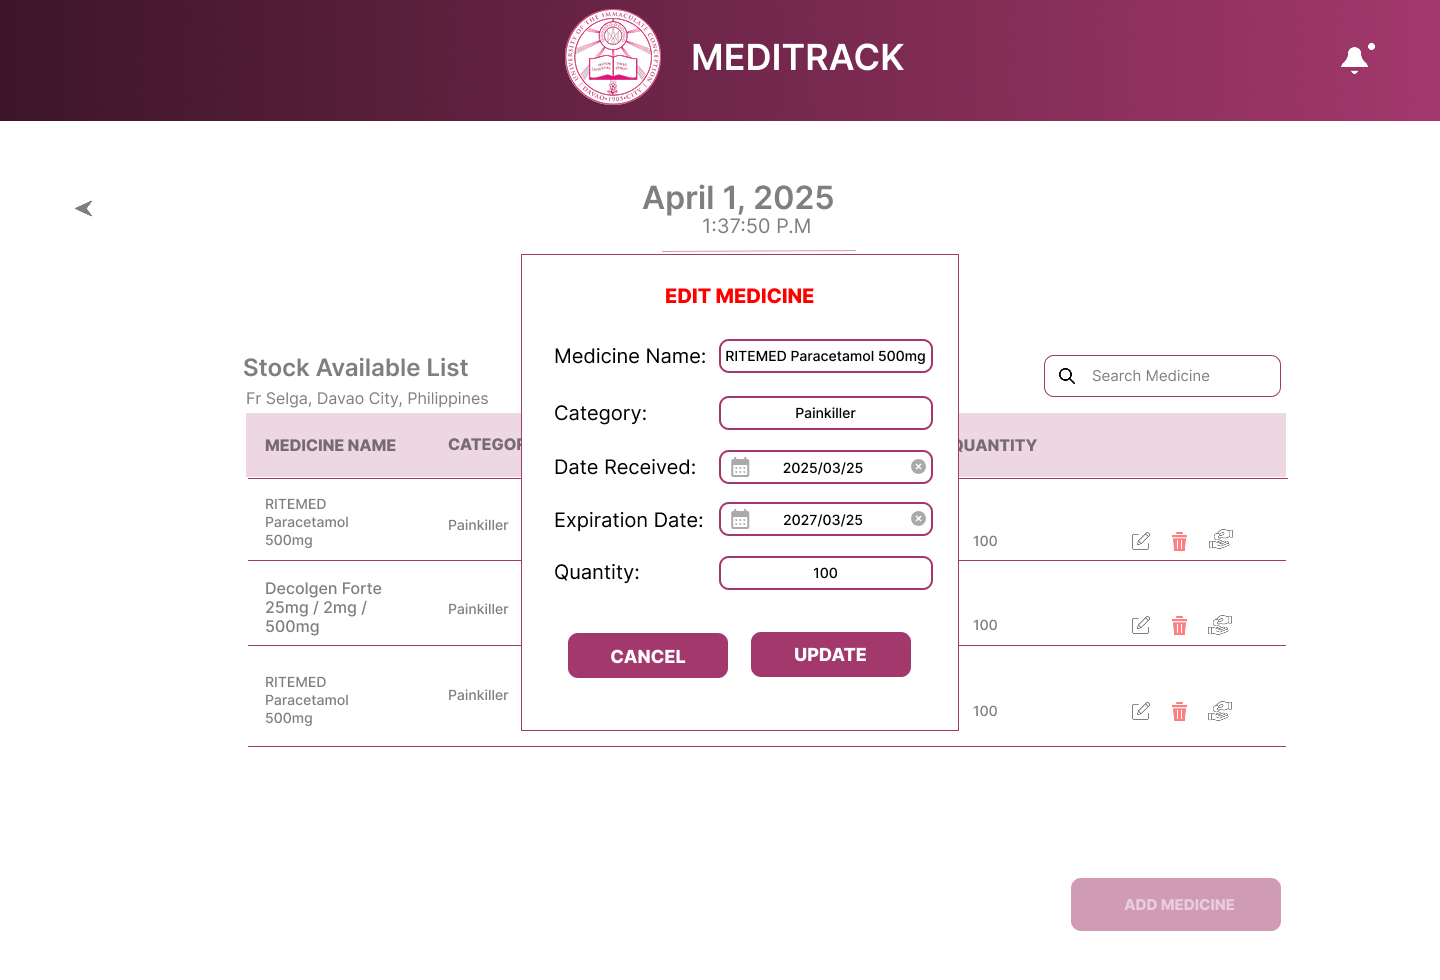 UNIVERSITY OF THE IMMACULATE CONCEPTION
DAVAO • 1905 • CITY
MEDITRACK
April 1, 2025
1:37:50 P.M
EDIT MEDICINE
Medicine Name: RITEMED Paracetamol 500mg
Category: Painkiller
Date Received: 2025/03/25
Expiration Date: 2027/03/25
Quantity: 100
CANCEL UPDATE
Stock Available List
Fr Selga, Davao City, Philippines
Search Medicine
MEDICINE NAME CATEGOR QUANTITY
RITEMED
Paracetamol
500mg
Painkiller
100
Decolgen Forte
25mg / 2mg /
500mg
Painkiller
100
RITEMED
Paracetamol
500mg
Painkiller
100
ADD MEDICINE